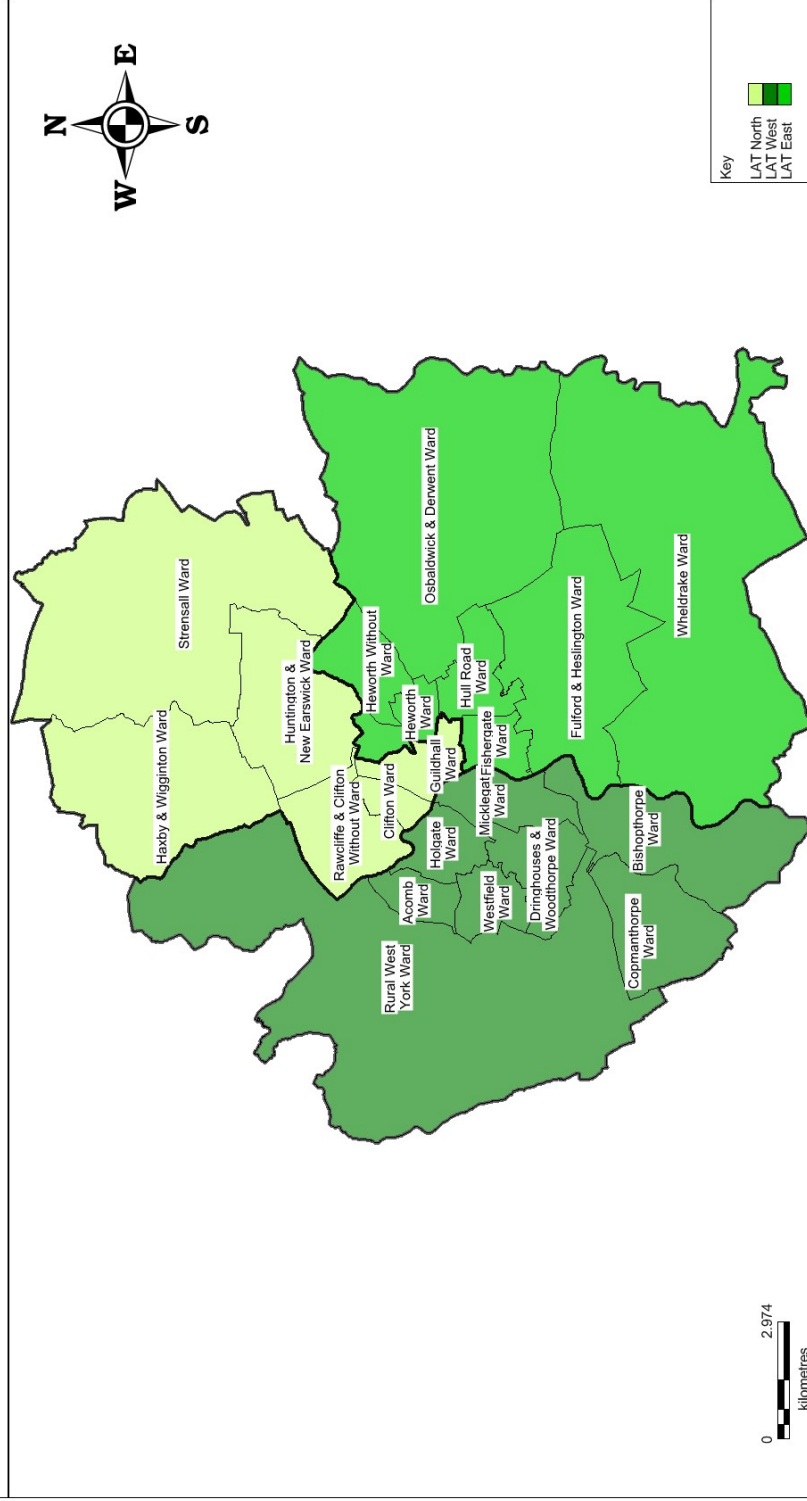 N
W
E
S
Strensall Ward
Haxby & Wigginton Ward
Huntington &
New Earswick Ward
Rawcliffe & Clifton
Without Ward
Heworth Without
Ward
Clifton Ward
Heworth
Ward
Osbaldwick & Derwent Ward
Rural West
York Ward
Acomb
Ward
Holgate
Ward
Guildhall
Ward
Hull Road
Ward
Westfield
Ward
Micklegat
Ward
Fishergate
Ward
Dringhouses &
Woodthorpe Ward
Fulford & Heslington Ward
Copmanthorpe
Ward
Bishopthorpe
Ward
Wheldrake Ward
Key
LAT North
LAT West
LAT East
0 2.974
kilometres